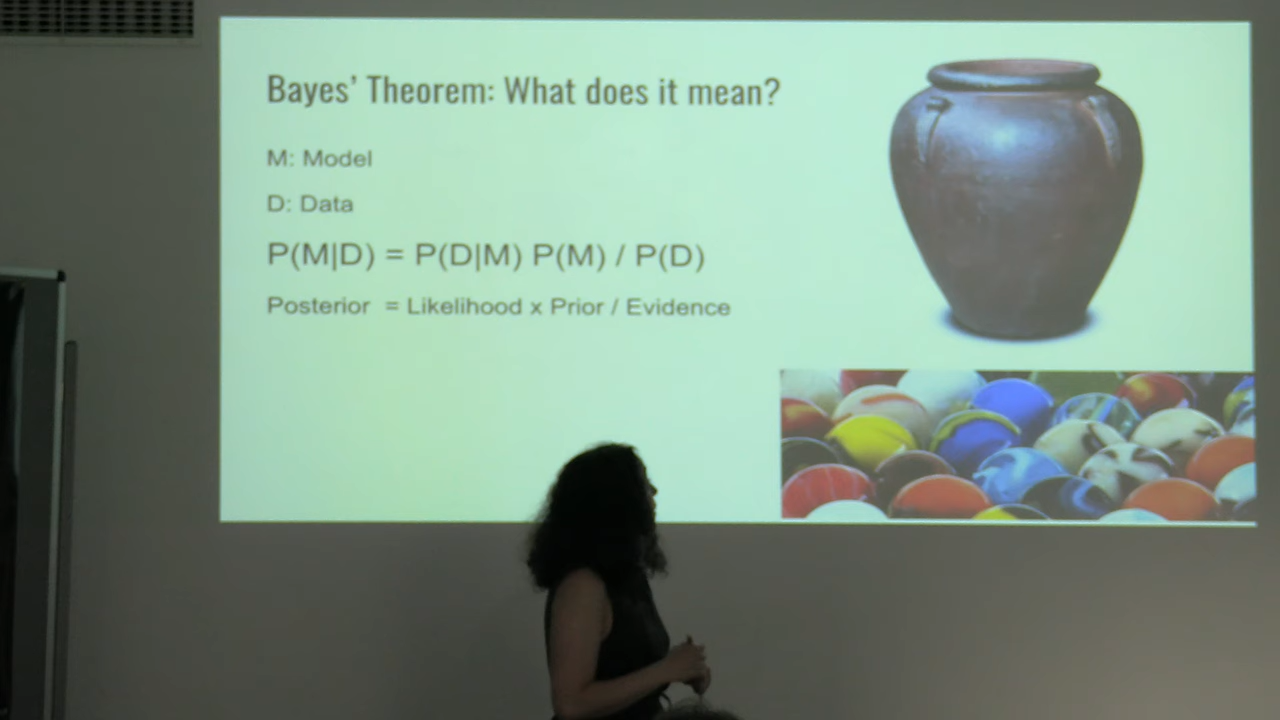 Bayes' Theorem: What does it mean?
M: Model
D: Data
P(M|D) = P(D|M) P(M) / P(D)
Posterior = Likelihood x Prior / Evidence